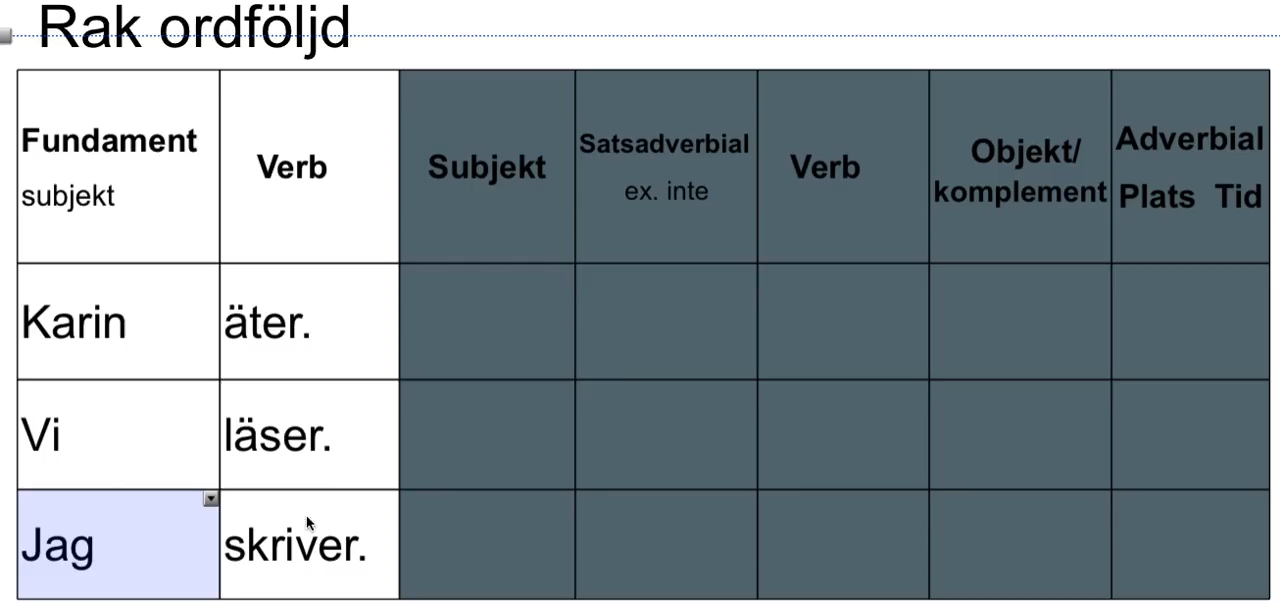 Rak ordföljd
Fundament
subjekt
Verb
Subjekt
Satsadverbial
ex. inte
Verb
Objekt/
komplement
Adverbial
Plats Tid
Karin äter.
Vi läser.
Jag skriver.